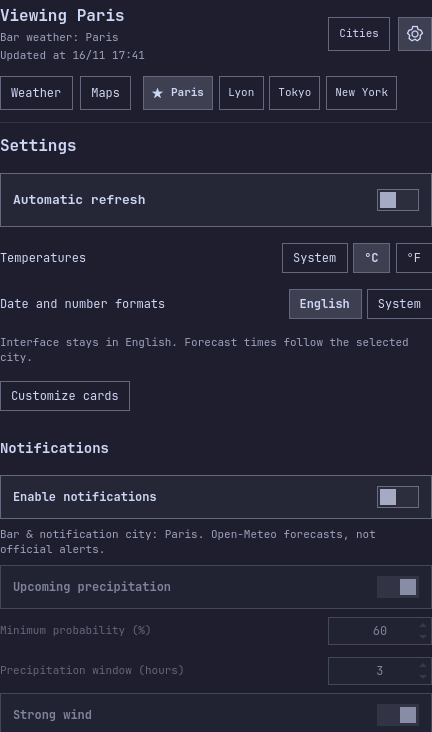 Viewing Paris
Bar weather: Paris
Updated at 16/11 17:41
Cities
Weather Maps ★ Paris Lyon Tokyo New York
Settings
Automatic refresh
Temperatures System °C °F
Date and number formats English System
Interface stays in English. Forecast times follow the selected
city.
Customize cards
Notifications
Enable notifications
Bar & notification city: Paris. Open-Meteo forecasts, not
official alerts.
Upcoming precipitation
Minimum probability (%) 60
Precipitation window (hours) 3
Strong wind